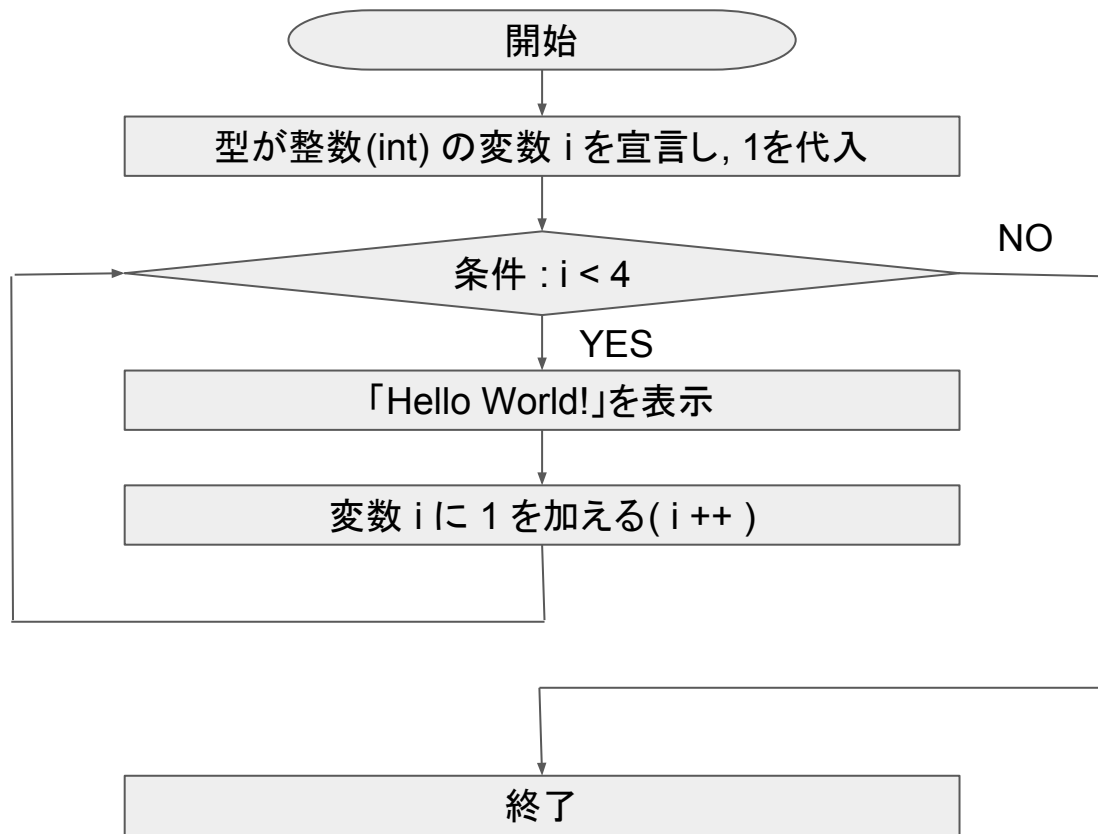 開始
型が整数(int) の変数 i を宣言し, 1を代入
NO
条件 : i < 4
YES
「Hello World!」を表示
変数 i に 1 を加える( i ++ )
終了